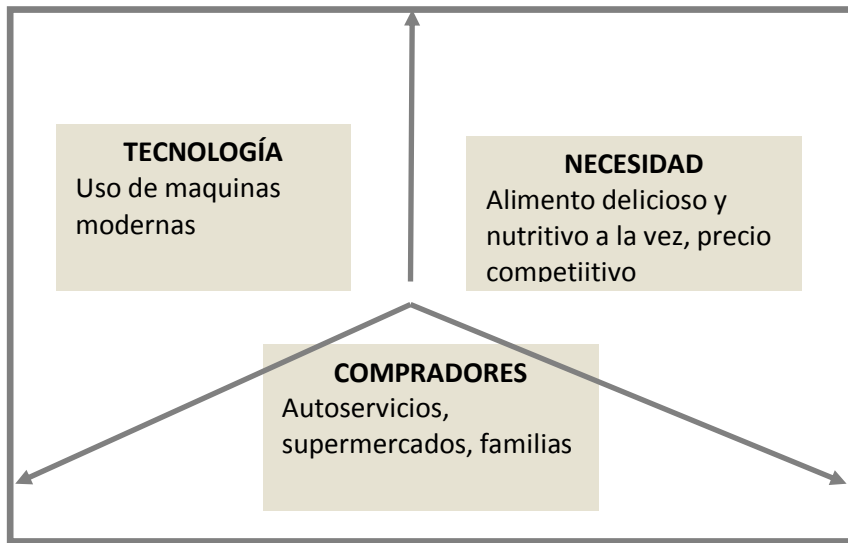 TECNOLOGÍA
Uso de maquinas
modernas
NECESIDAD
Alimento delicioso y
nutritivo a la vez, precio
competiitivo
COMPRADORES
Autoservicios,
supermercados, familias